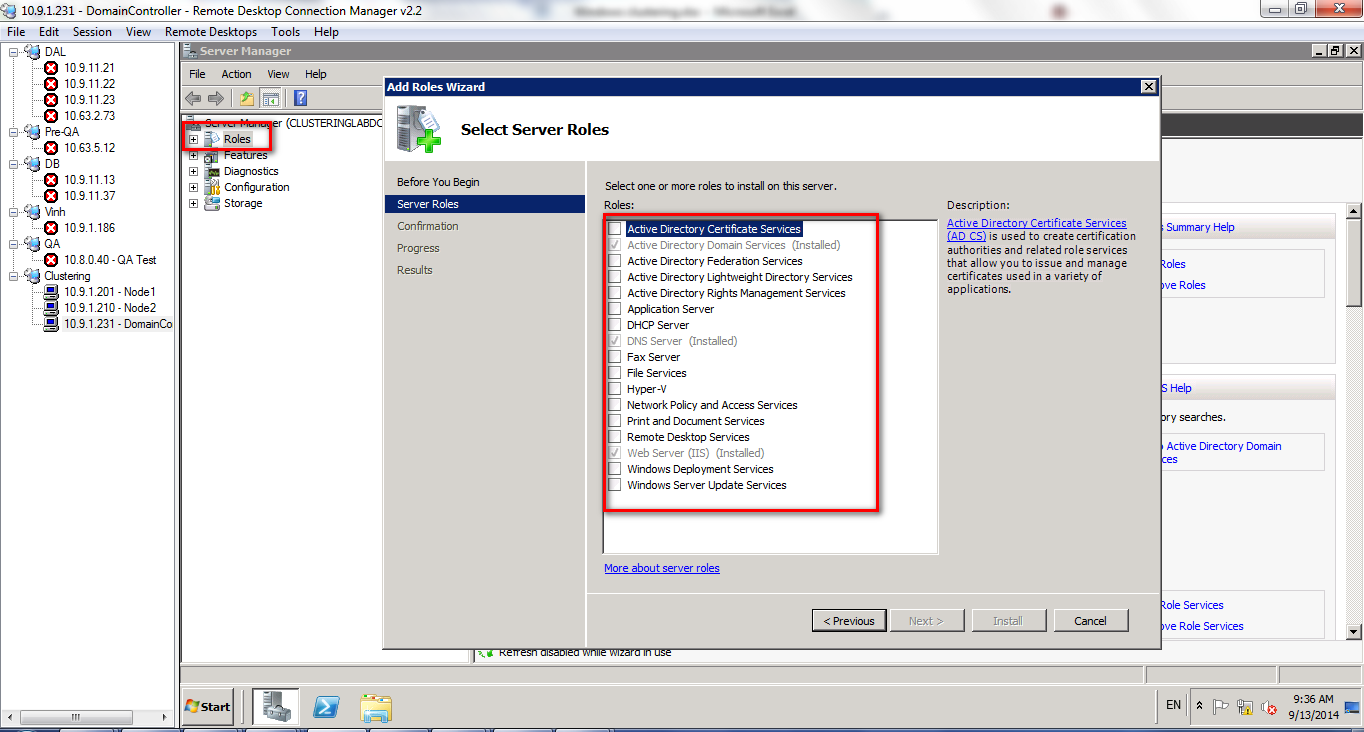 10.9.1.231 - DomainController - Remote Desktop Connection Manager v2.2
File Edit Session View Remote Desktops Tools Help
DAL
10.9.11.21
10.9.11.22
10.9.11.23
10.63.2.73
Pre-QA
10.63.5.12
DB
10.9.11.13
10.9.11.37
Vinh
10.9.1.186
QA
10.8.0.40 - QA Test
Clustering
10.9.1.201 - Node1
10.9.1.210 - Node2
10.9.1.231 - DomainCo
Server Manager
File Action View Help
Server Manager (CLUSTERINGLABDC
Roles
Features
Diagnostics
Configuration
Storage
Add Roles Wizard
Select Server Roles
Before You Begin
Server Roles
Confirmation
Progress
Results
Select one or more roles to install on this server.
Roles:
Active Directory Certificate Services
Active Directory Domain Services (Installed)
Active Directory Federation Services
Active Directory Lightweight Directory Services
Active Directory Rights Management Services
Application Server
DHCP Server
DNS Server (Installed)
Fax Server
File Services
Hyper-V
Network Policy and Access Services
Print and Document Services
Remote Desktop Services
Web Server (IIS) (Installed)
Windows Deployment Services
Windows Server Update Services
More about server roles
Description:
Active Directory Certificate Services
(AD CS) is used to create certification
authorities and related role services
that allow you to issue and manage
certificates used in a variety of
applications.
< Previous Next > Install Cancel
s Summary Help
Roles
ove Roles
S Help
ory searches.
Active Directory Domain
ces
Role Services
ove Role Services
Refresh disabled while wizard in use
Start
EN
9:36 AM
9/13/2014